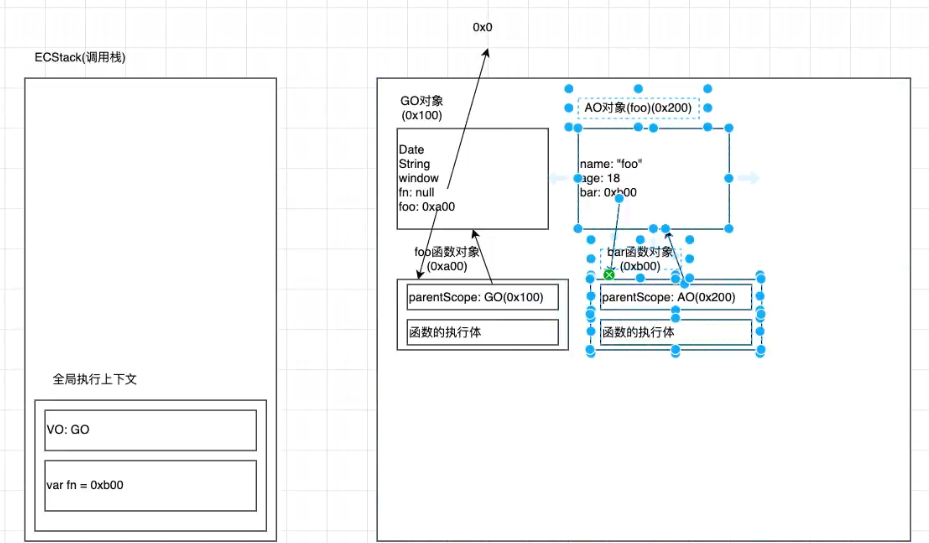 0x0
ECStack(调用栈)
GO对象
(0x100)
AO对象(foo)(0x200)
Date
String
window
fn: null
foo: 0xa00
name: "foo"
age: 18
bar: 0xb00
foo函数对象
(0xa00)
bar函数对象
(0xb00)
parentScope: GO(0x100)
函数的执行体
parentScope: AO(0x200)
函数的执行体
全局执行上下文
VO: GO
var fn = 0xb00